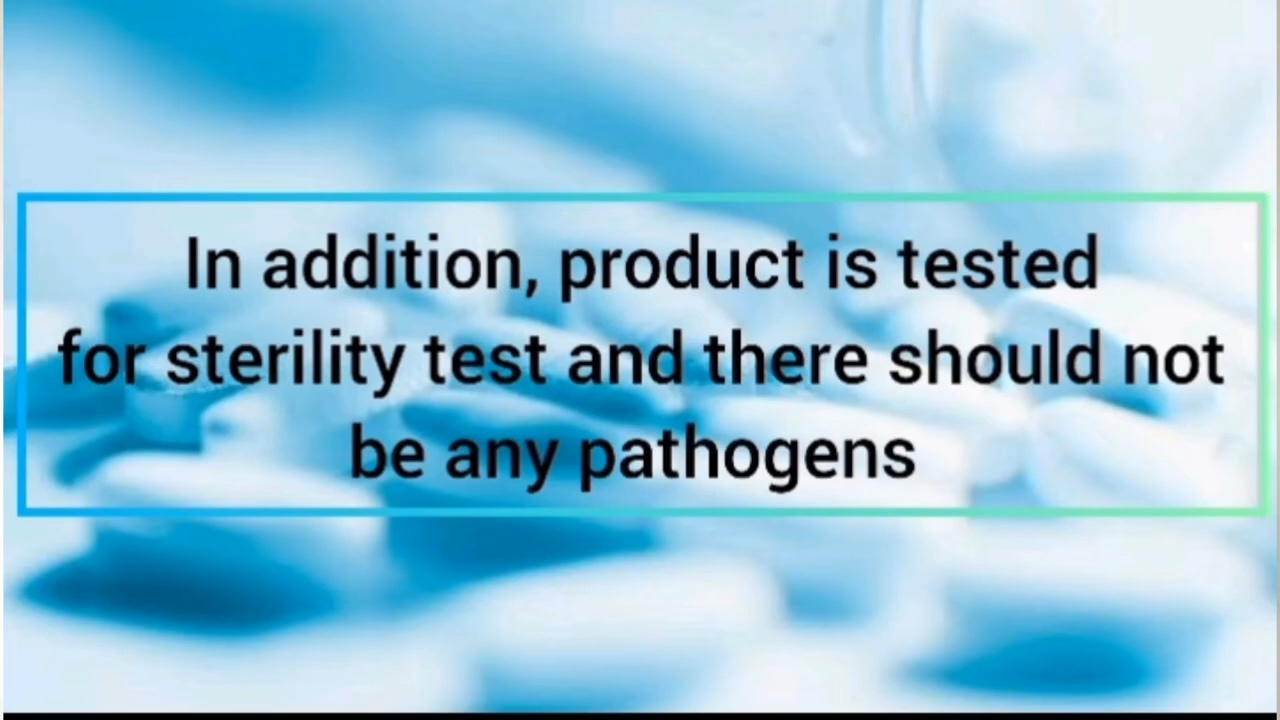 In addition, product is tested
for sterility test and there should not
be any pathogens